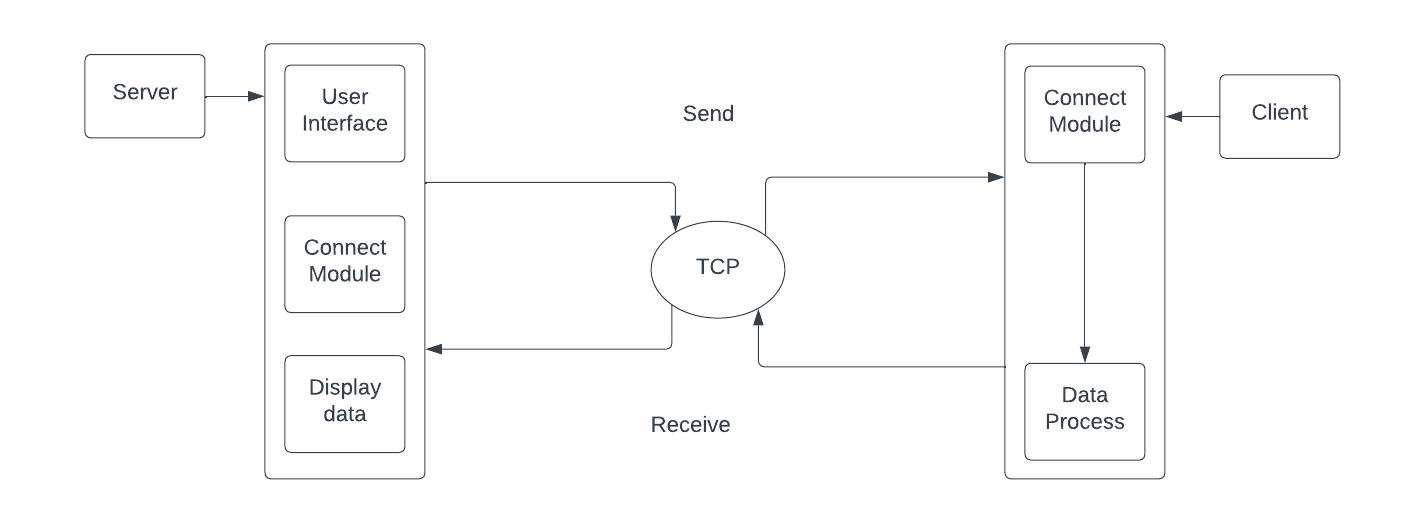 Server
User
Interface
Connect
Module
Display
data
Send
TCP
Receive
Connect
Module
Data
Process
Client